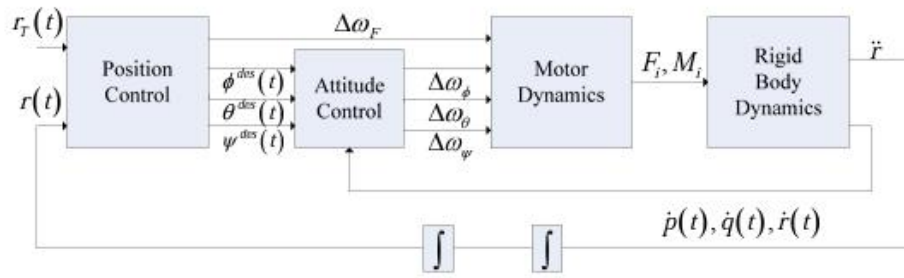 r_T(t)
r(t)
Position
Control
Δω_F
ϕ^des(t)
θ^des(t)
ψ^des(t)
Attitude
Control
Δω_ϕ
Δω_θ
Δω_ψ
Motor
Dynamics
F_i, M_i
Rigid
Body
Dynamics
r̈
ṗ(t), q̇(t), ṙ(t)
∫
∫